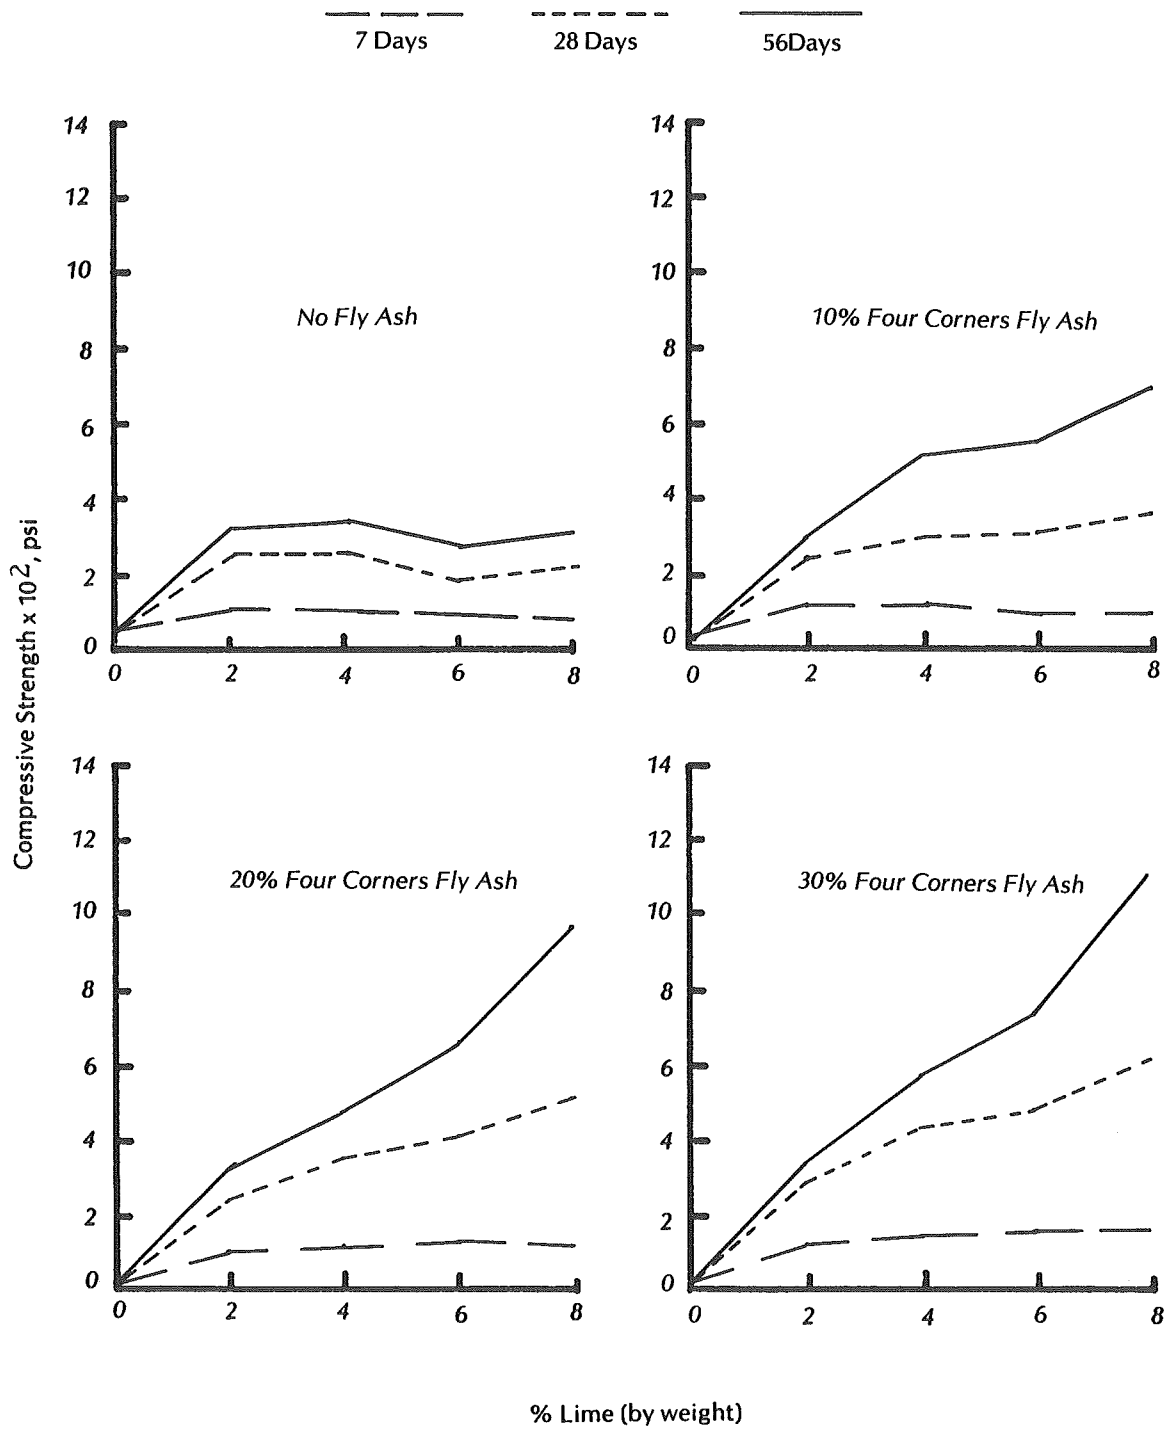 7 Days 28 Days 56Days
14
12
10
8
6
4
2
0
0 2 4 6 8
No Fly Ash
14
12
10
8
6
4
2
0
0 2 4 6 8
10% Four Corners Fly Ash
Compressive Strength x 10², psi
14
12
10
8
6
4
2
0
0 2 4 6 8
20% Four Corners Fly Ash
14
12
10
8
6
4
2
0
0 2 4 6 8
30% Four Corners Fly Ash
% Lime (by weight)